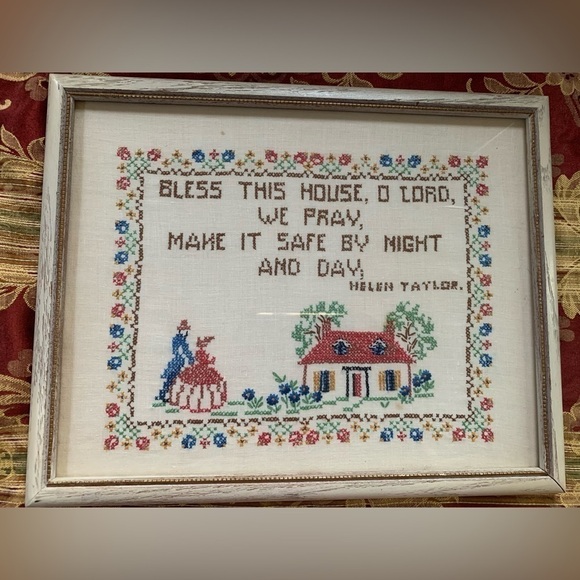 BLESS THIS HOUSE, O LORD,
WE PRAY,
MAKE IT SAFE BY NIGHT
AND DAY,
HELEN TAYLOR.